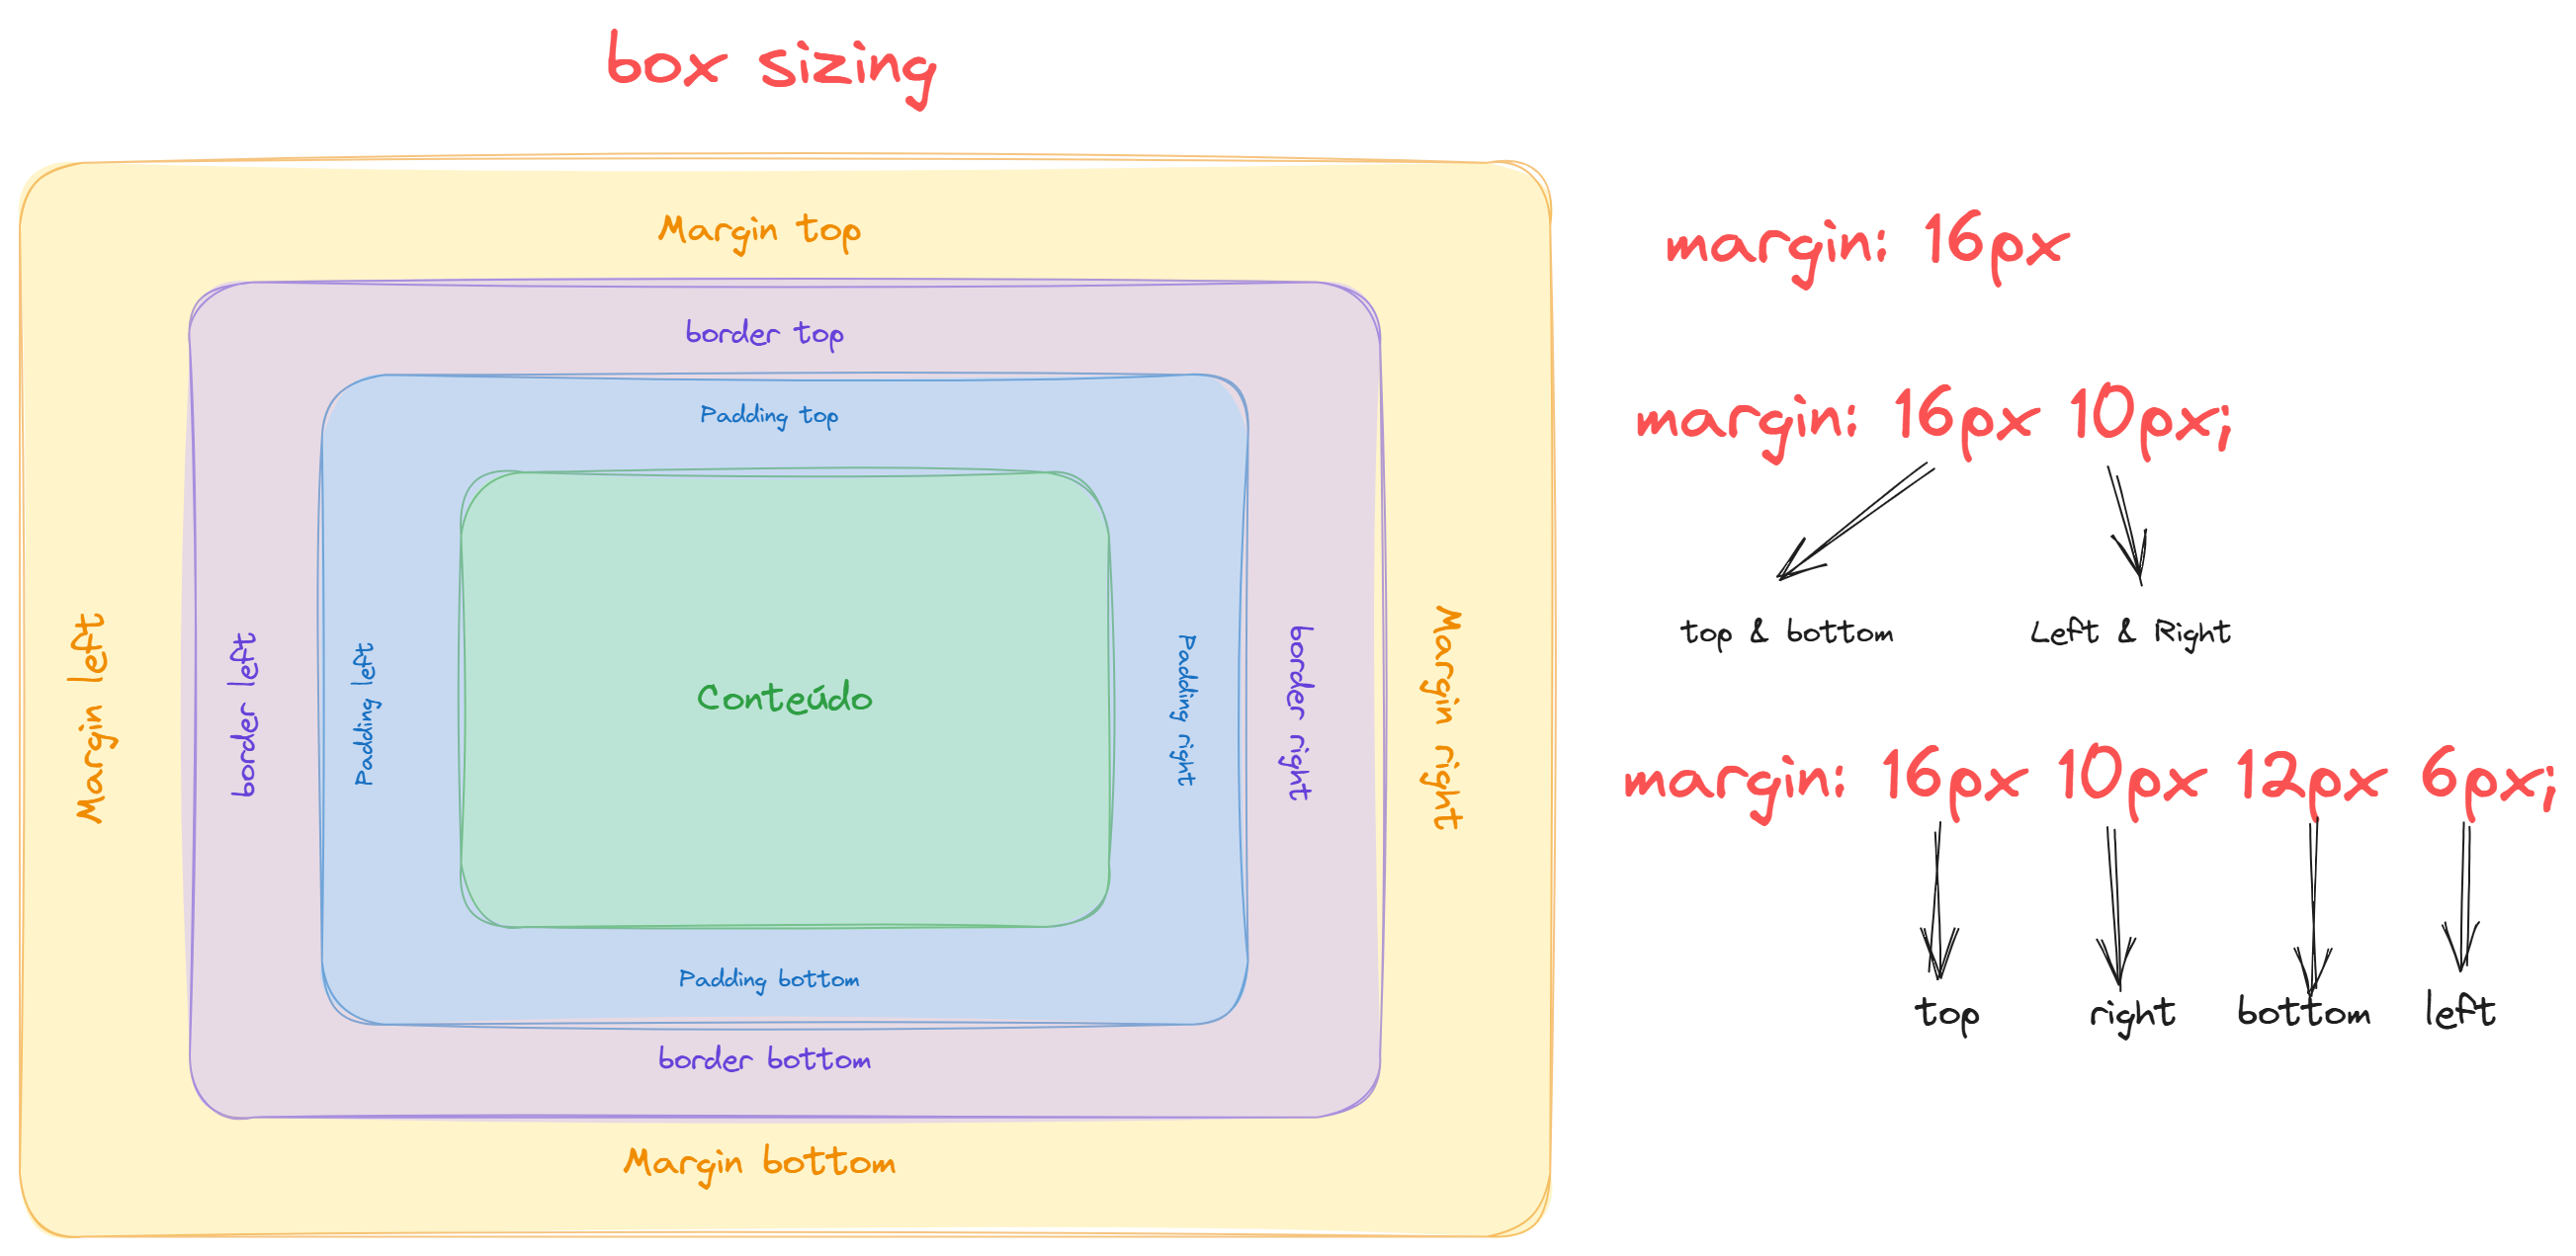 box sizing
Margin top
border top
Padding top
Margin left
border left
Padding left
Conteúdo
Padding right
border right
Margin right
Padding bottom
border bottom
Margin bottom
margin: 16px
margin: 16px 10px;
top & bottom
Left & Right
margin: 16px 10px 12px 6px;
top
right
bottom
left